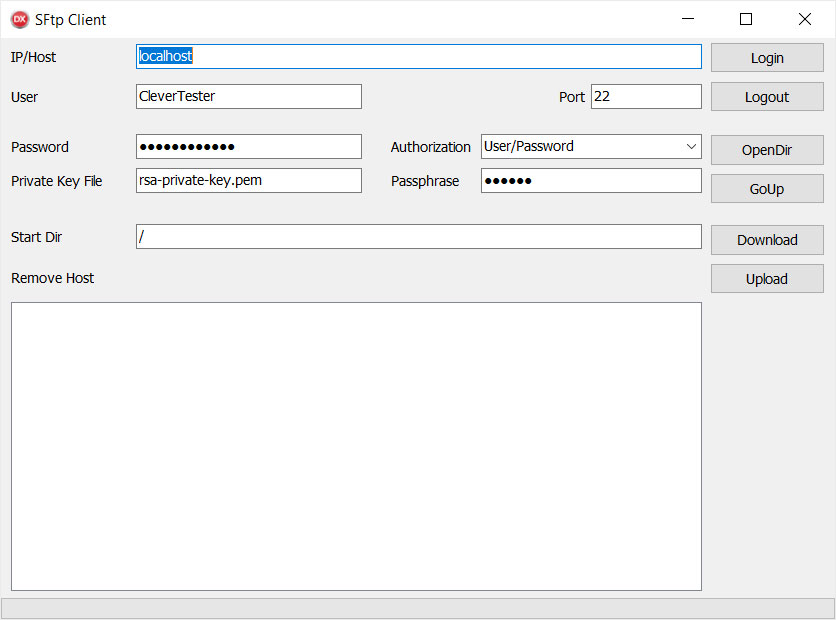 DX SFtp Client
IP/Host localhost Login
User CleverTester Port 22 Logout
Password ●●●●●●●●●●●● Authorization User/Password OpenDir
Private Key File rsa-private-key.pem Passphrase ●●●●●● GoUp
Start Dir / Download
Remove Host Upload